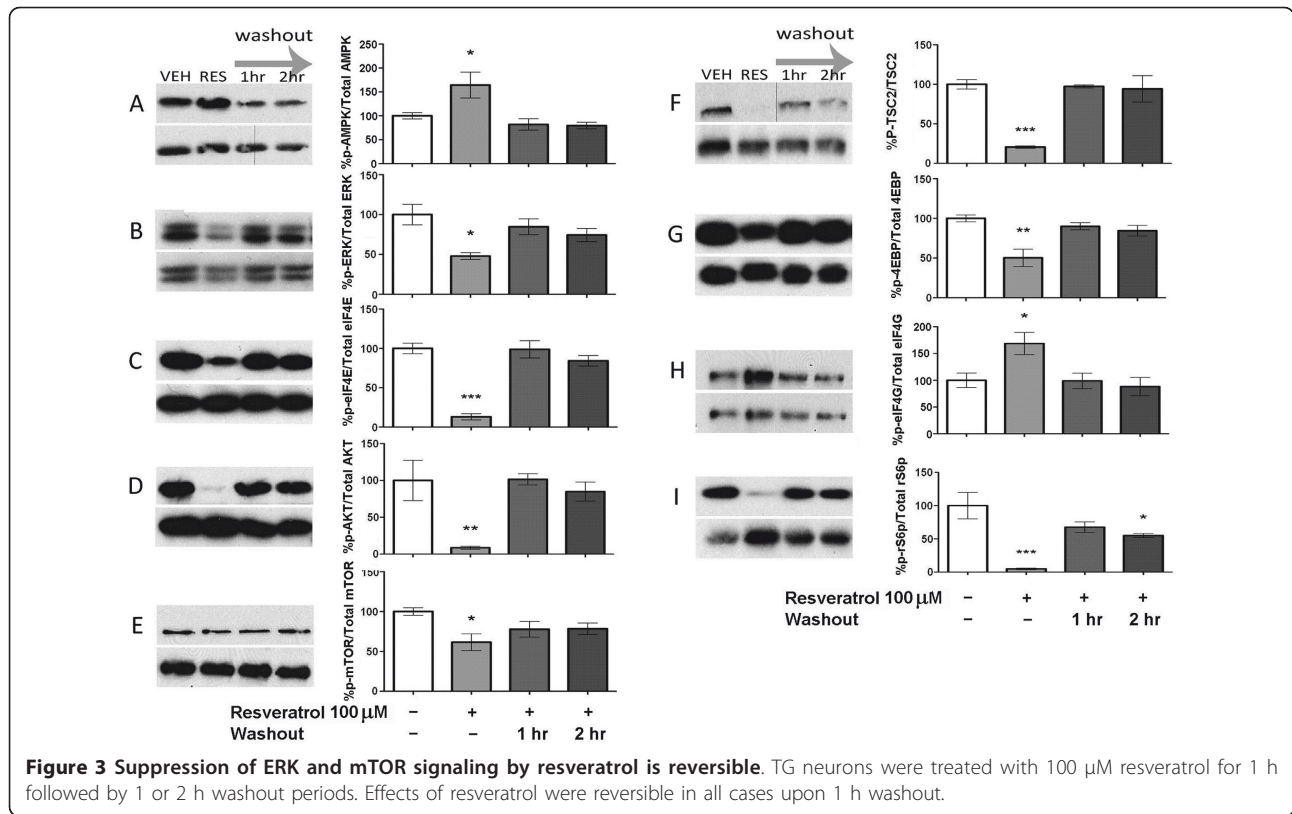 washout
VEH RES 1hr 2hr
A
%p-AMPK/Total AMPK
250
200
150
100
50
0
*
B
%p-ERK/Total ERK
150
100
50
0
*
C
%p-eIF4E/Total eIF4E
150
100
50
0
***
D
%p-AKT/Total AKT
150
100
50
0
**
E
%p-mTOR/Total mTOR
150
100
50
0
*
Resveratrol 100 µM – + + +
Washout – – 1 hr 2 hr
washout
VEH RES 1hr 2hr
F
%P-TSC2/TSC2
150
100
50
0
***
G
%p-4EBP/Total 4EBP
150
100
50
0
**
H
%p-eIF4G/Total eIF4G
200
150
100
50
0
*
I
%p-rS6p/Total rS6p
150
100
50
0
***
*
Resveratrol 100 µM – + + +
Washout – – 1 hr 2 hr
Figure 3 Suppression of ERK and mTOR signaling by resveratrol is reversible. TG neurons were treated with 100 µM resveratrol for 1 h
followed by 1 or 2 h washout periods. Effects of resveratrol were reversible in all cases upon 1 h washout.